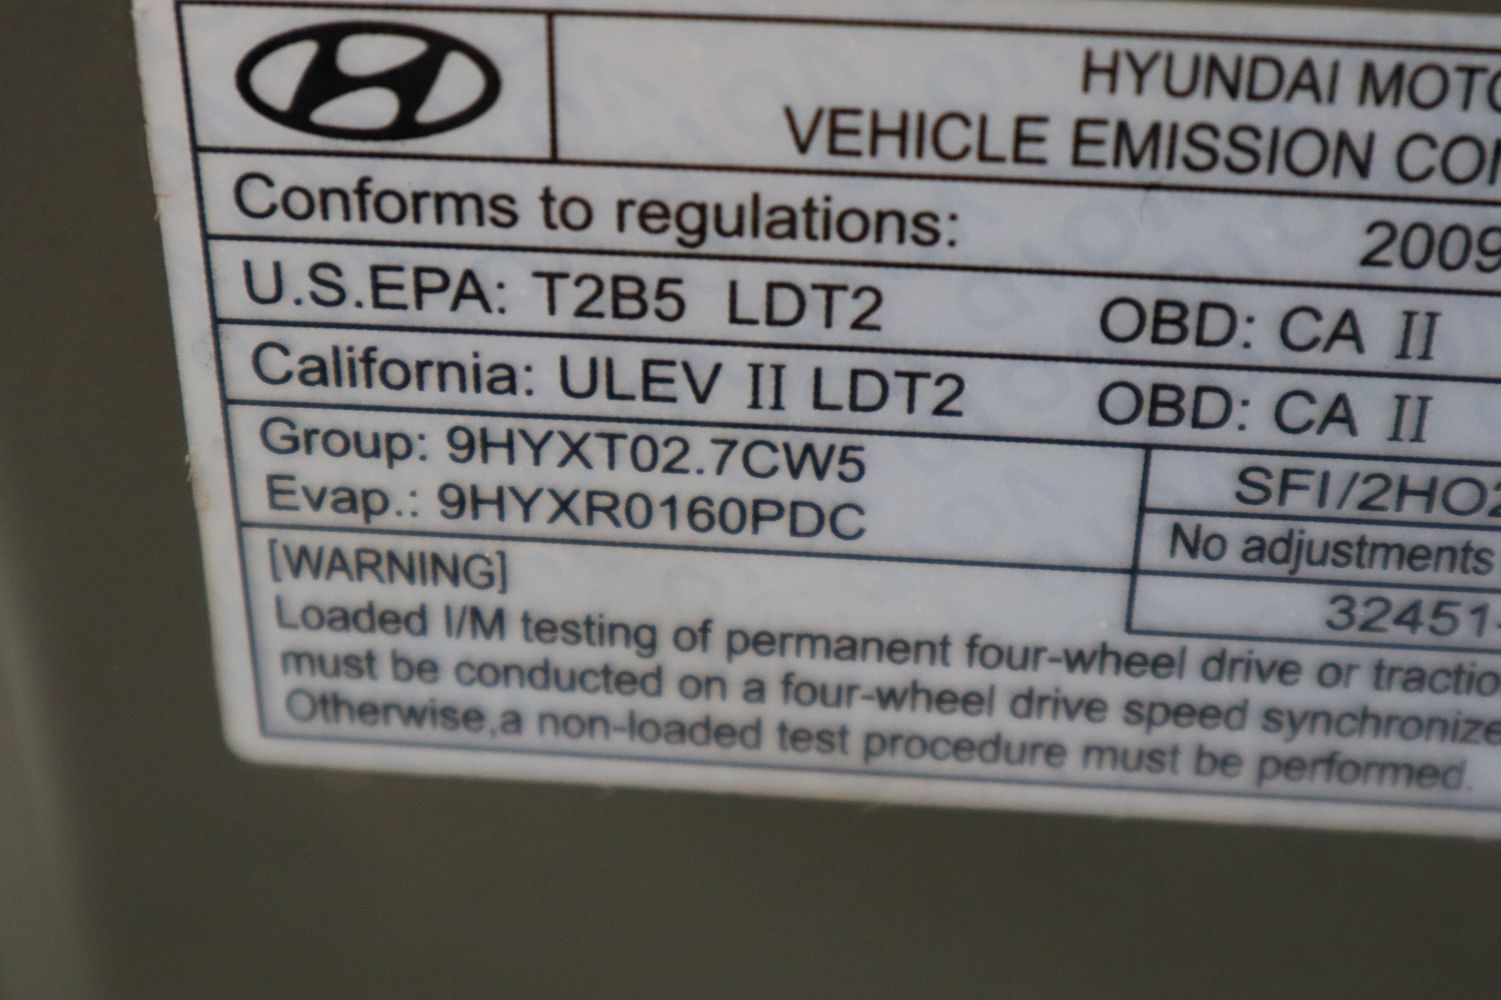 HYUNDAI MOTO
VEHICLE EMISSION CON
Conforms to regulations: 2009
U.S.EPA: T2B5 LDT2 OBD: CA II
California: ULEV II LDT2 OBD: CA II
Group: 9HYXT02.7CW5
Evap.: 9HYXR0160PDC
SFI/2HO2
No adjustments
32451-
[WARNING]
Loaded I/M testing of permanent four-wheel drive or tractio
must be conducted on a four-wheel drive speed synchronize
Otherwise,a non-loaded test procedure must be performed.